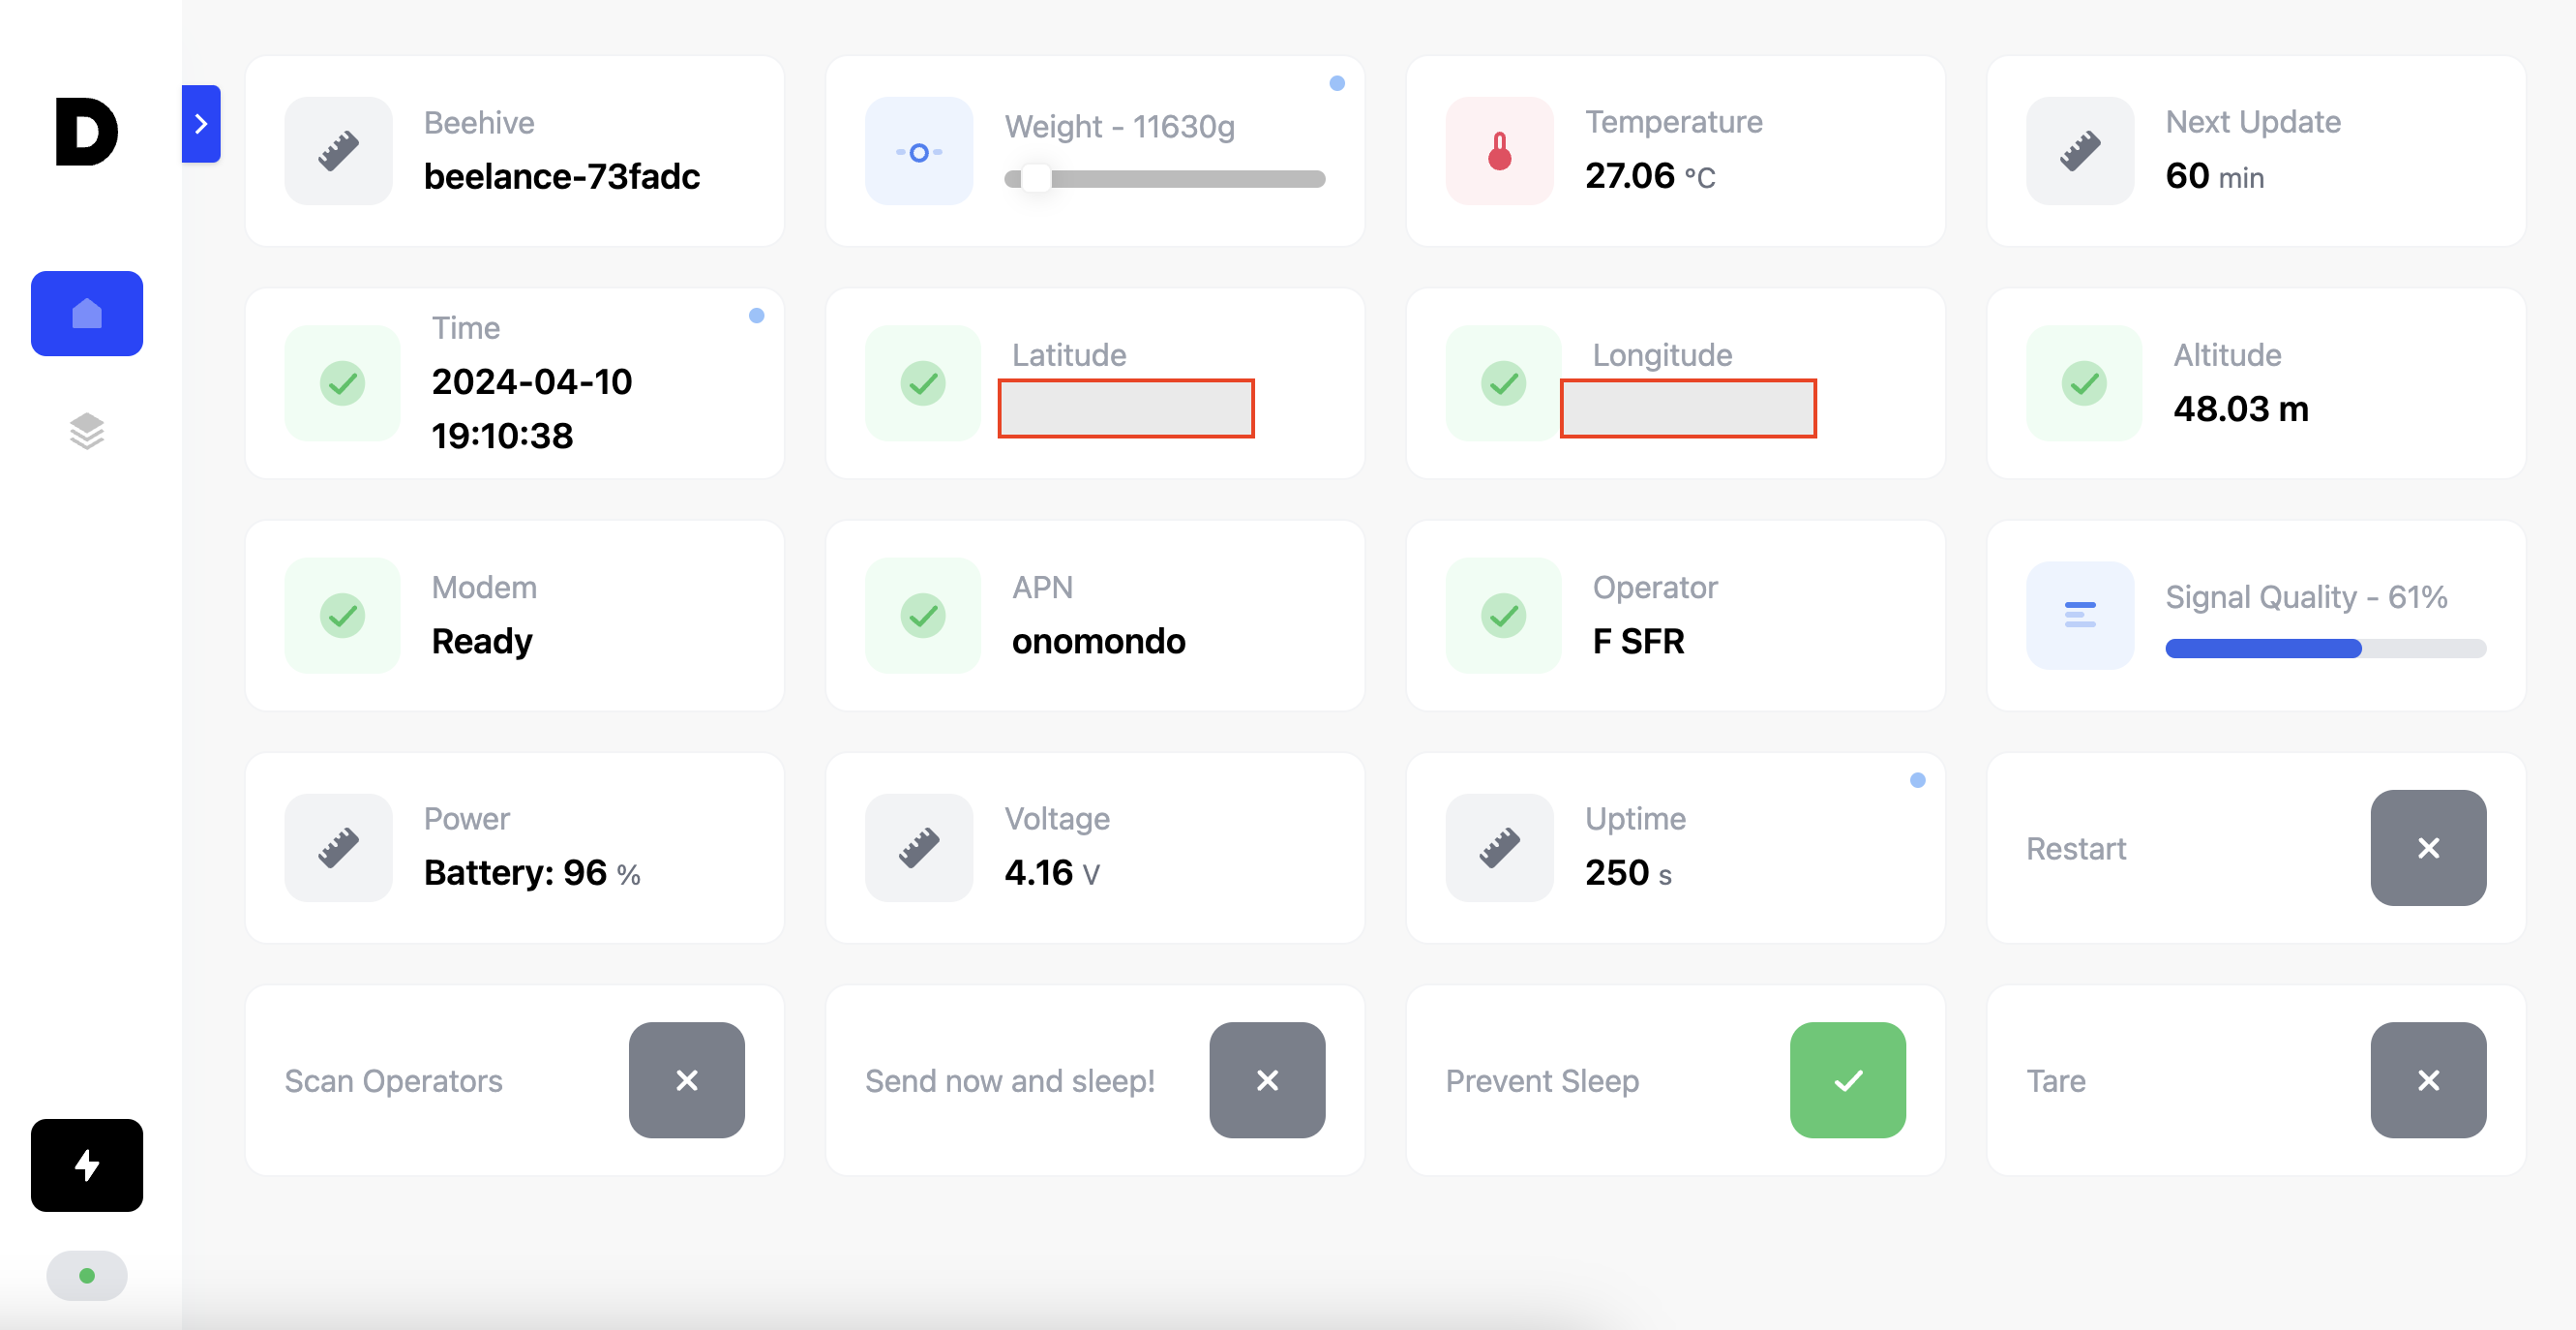 D
Beehive
beelance-73fadc
Weight - 11630g
Temperature
27.06 °C
Next Update
60 min
Time
2024-04-10
19:10:38
Latitude
Longitude
Altitude
48.03 m
Modem
Ready
APN
onomondo
Operator
F SFR
Signal Quality - 61%
Power
Battery: 96 %
Voltage
4.16 V
Uptime
250 s
Restart
Scan Operators
Send now and sleep!
Prevent Sleep
Tare